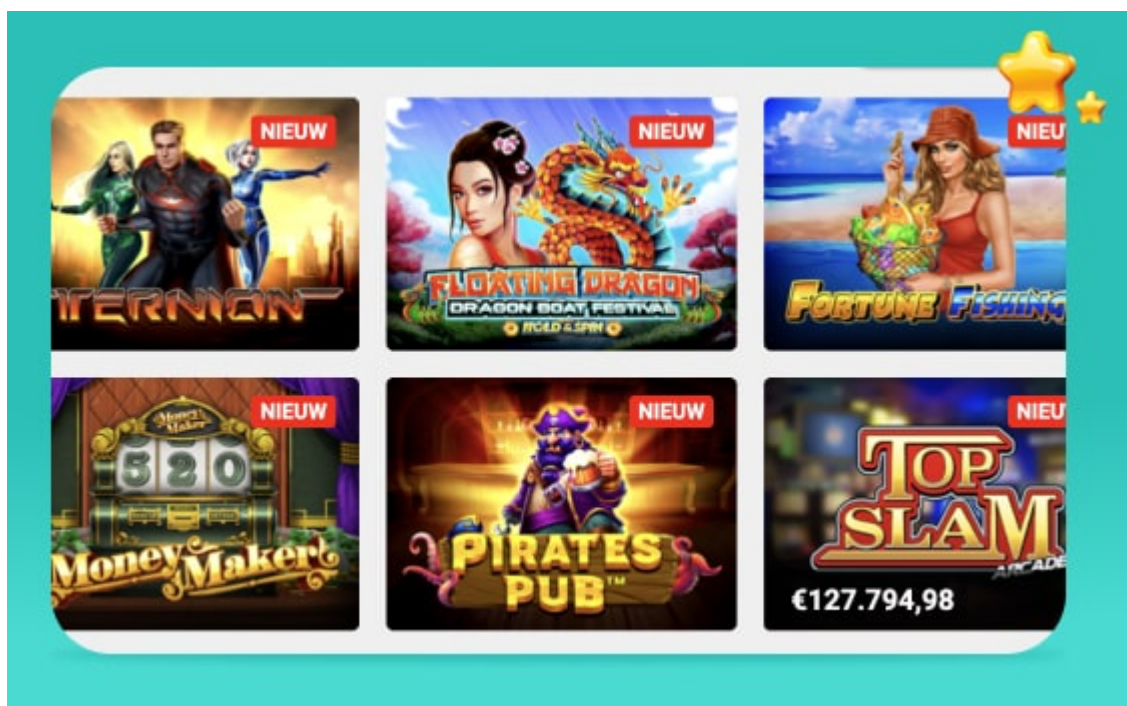 NIEUW
TERNION
NIEUW
FLOATING DRAGON
DRAGON BOAT FESTIVAL
HOLD & SPIN
NIEU
FORTUNE FISHING
NIEUW
Money
Maker
520
Money Maker
NIEUW
PIRATES
PUB™
NIEU
TOP
SLAM
ARCADE
€127.794,98